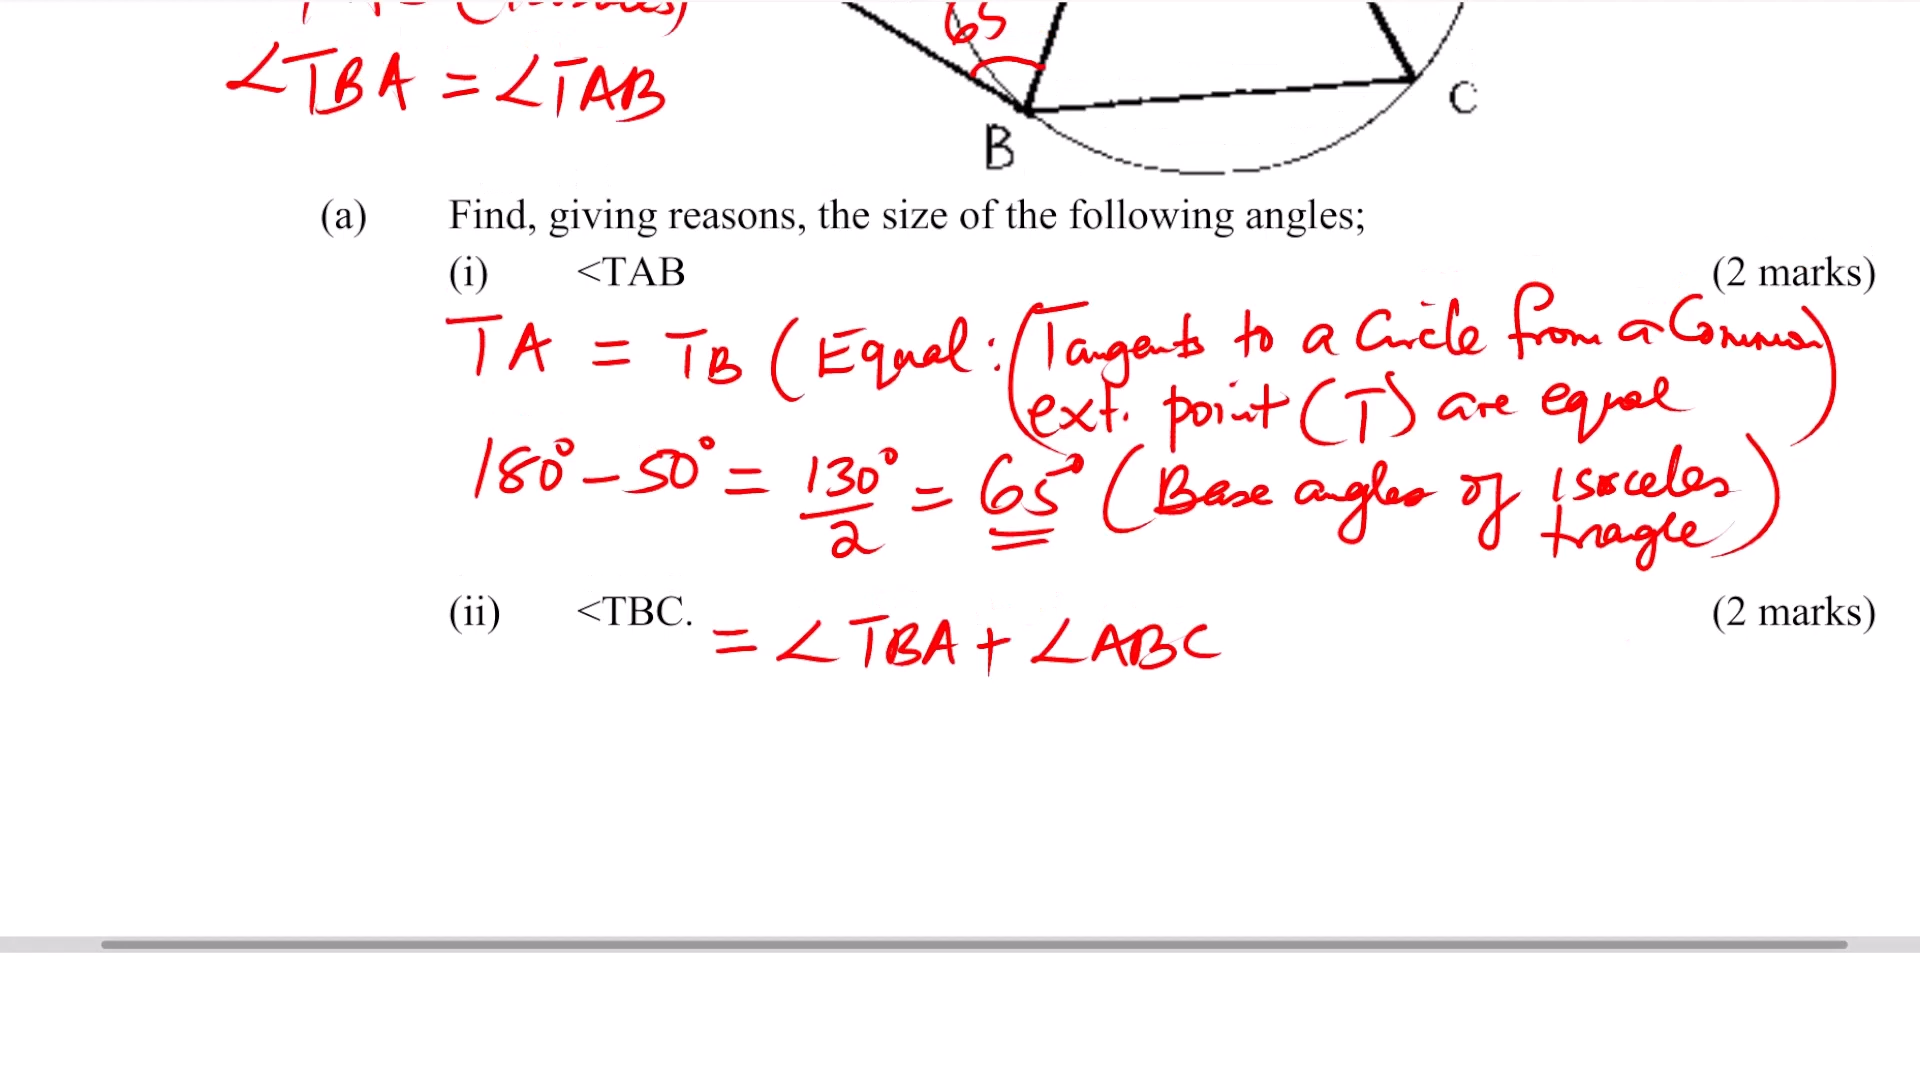 65
∠TBA = ∠TAB
C
B
(a) Find, giving reasons, the size of the following angles;
(i) <TAB (2 marks)
TA = TB (Equal: (Tangents to a Circle from a Common
ext. point (T) are equal)
180° - 50° = 130°/2 = 65° (Base angles of isosceles
triagle)
(ii) <TBC. (2 marks)
= ∠TBA + ∠ABC